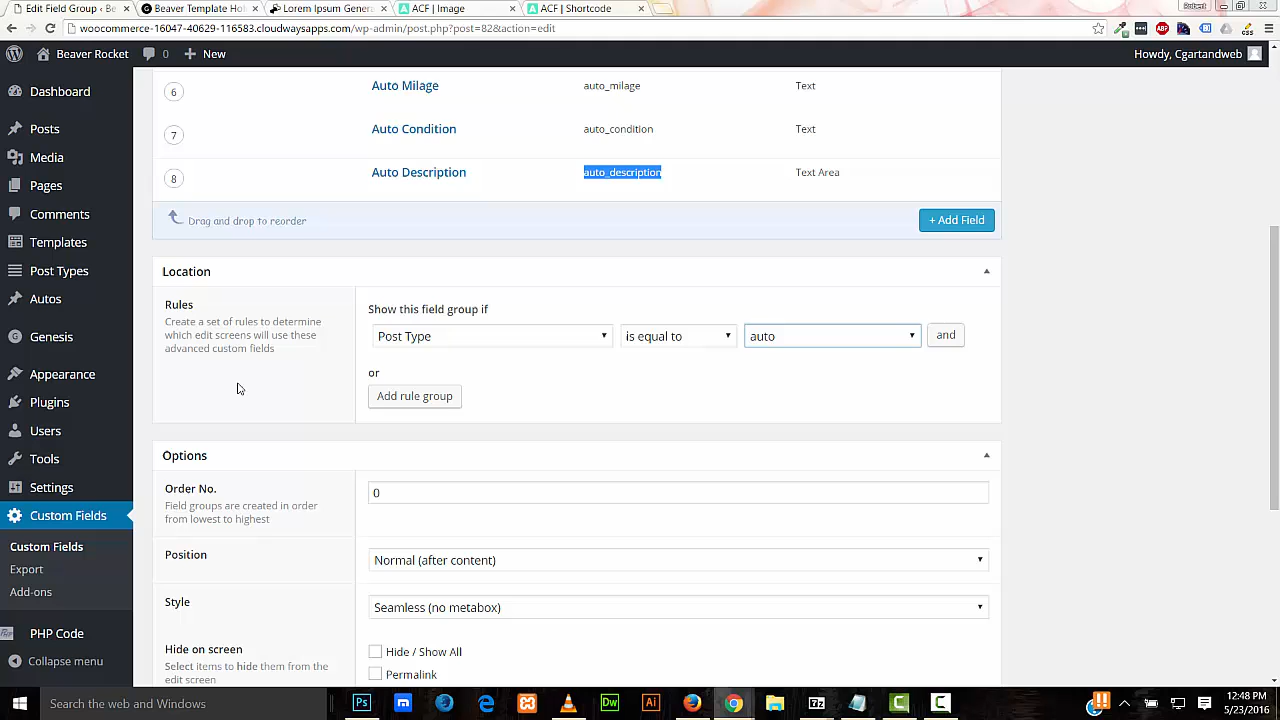 Edit Field Group ‹ Be
Beaver Template Hol
Lorem Ipsum Genera
ACF | Image
ACF | Shortcode
Robert
woocommerce-16047-40629-116583.cloudwaysapps.com/wp-admin/post.php?post=82&action=edit
Beaver Rocket
0
New
Howdy, Cgartandweb
Dashboard
Posts
Media
Pages
Comments
Templates
Post Types
Autos
Genesis
Appearance
Plugins
Users
Tools
Settings
Custom Fields
Custom Fields
Export
Add-ons
PHP Code
Collapse menu
6 Auto Milage auto_milage Text
7 Auto Condition auto_condition Text
8 Auto Description auto_description Text Area
Drag and drop to reorder
+ Add Field
Location
Rules
Create a set of rules to determine
which edit screens will use these
advanced custom fields
Show this field group if
Post Type is equal to auto and
or
Add rule group
Options
Order No.
Field groups are created in order
from lowest to highest
0
Position
Normal (after content)
Style
Seamless (no metabox)
Hide on screen
Select items to hide them from the
edit screen
Hide / Show All
Permalink
Search the web and Windows
12:48 PM
5/23/2016